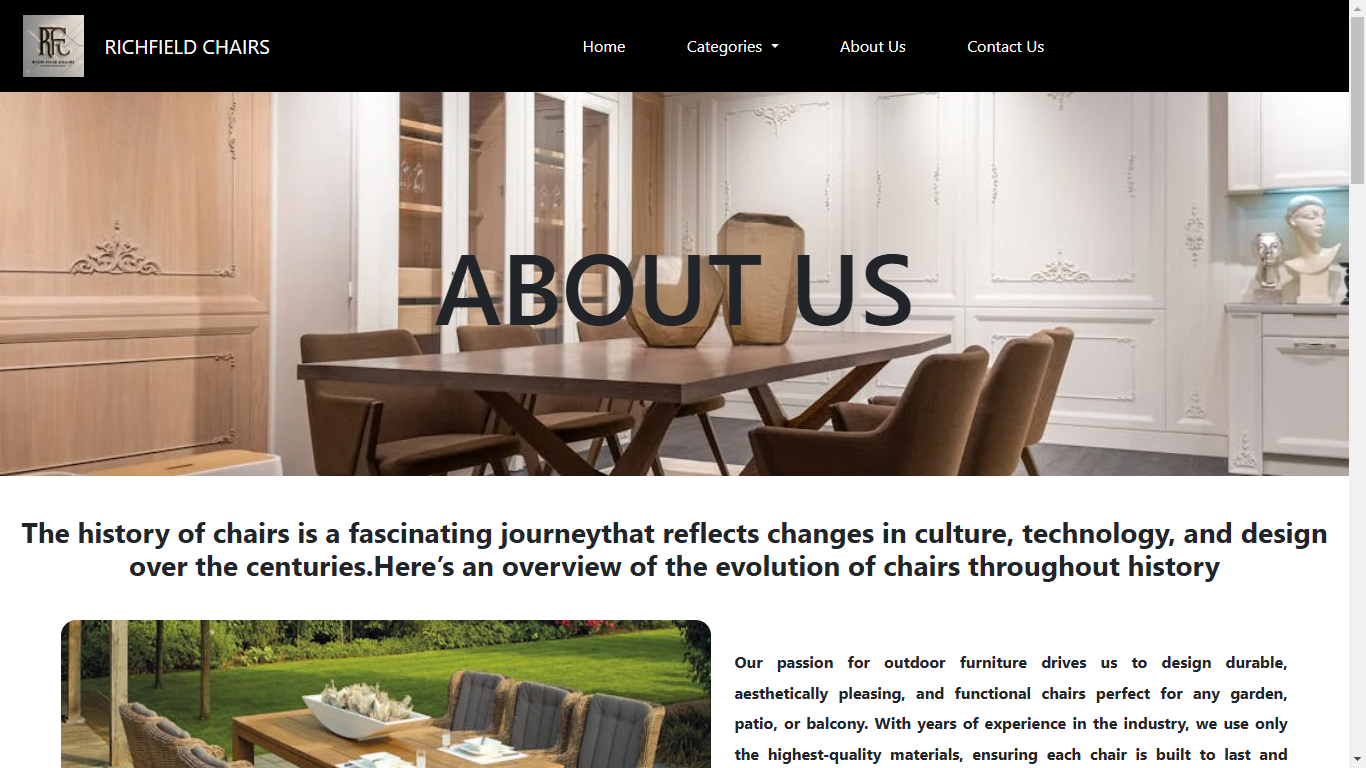 RFC
RICHFIELD CHAIRS
Home
Categories
About Us
Contact Us
ABOUT US
The history of chairs is a fascinating journeythat reflects changes in culture, technology, and design
over the centuries.Here’s an overview of the evolution of chairs throughout history
Our passion for outdoor furniture drives us to design durable,
aesthetically pleasing, and functional chairs perfect for any garden,
patio, or balcony. With years of experience in the industry, we use only
the highest-quality materials, ensuring each chair is built to last and